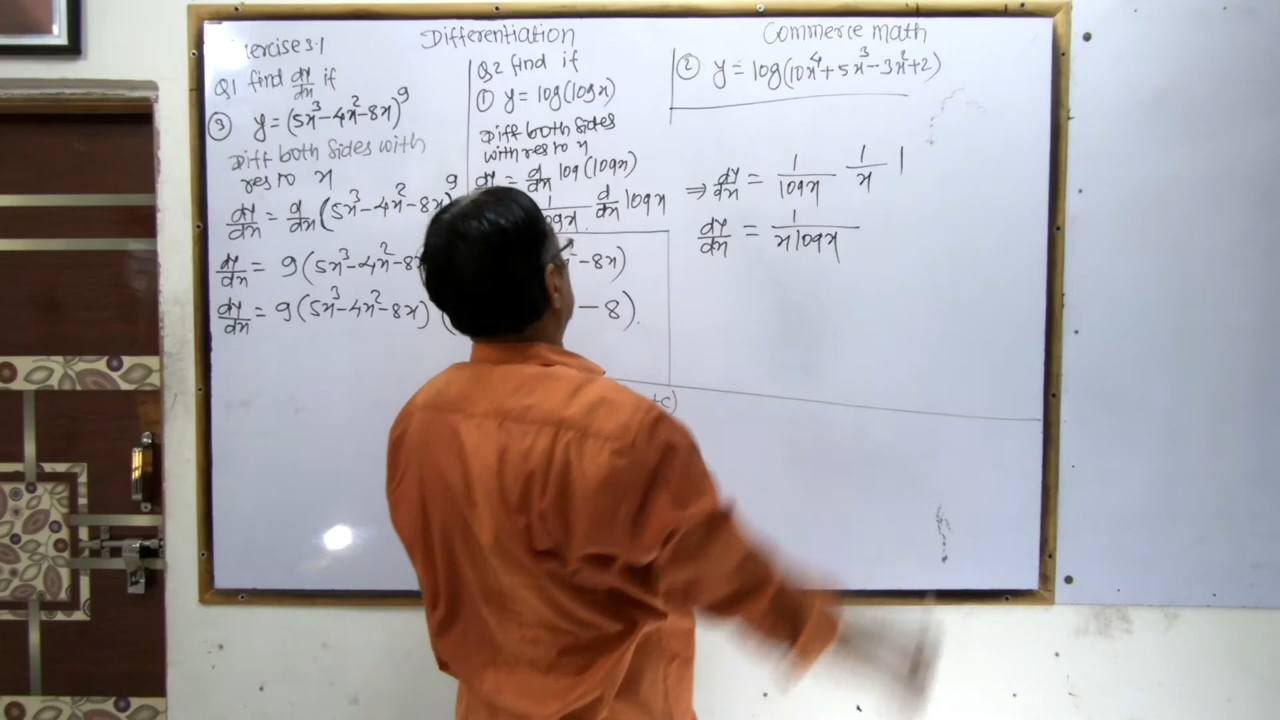 Differentiation
Commerce math
ercise 3.1
Q1 find dy/dx if
③ y = (5x³-4x²-8x)⁹
Diff both sides with
res to x
dy/dx = d/dx (5x³-4x²-8x)⁹
dy/dx = 9(5x³-4x²-8x
-8x)
dy/dx = 9(5x³-4x²-8x) (
-8).
Q2 find if
① y = log(logx)
Diff both sides
with res to x
dy/dx = d/dx log(logx)
1/logx . d/dx logx
+c)
② y = log(10x⁴+5x³-3x²+2)
⇒ dy/dx = 1/logx 1/x 1
dy/dx = 1/xlogx